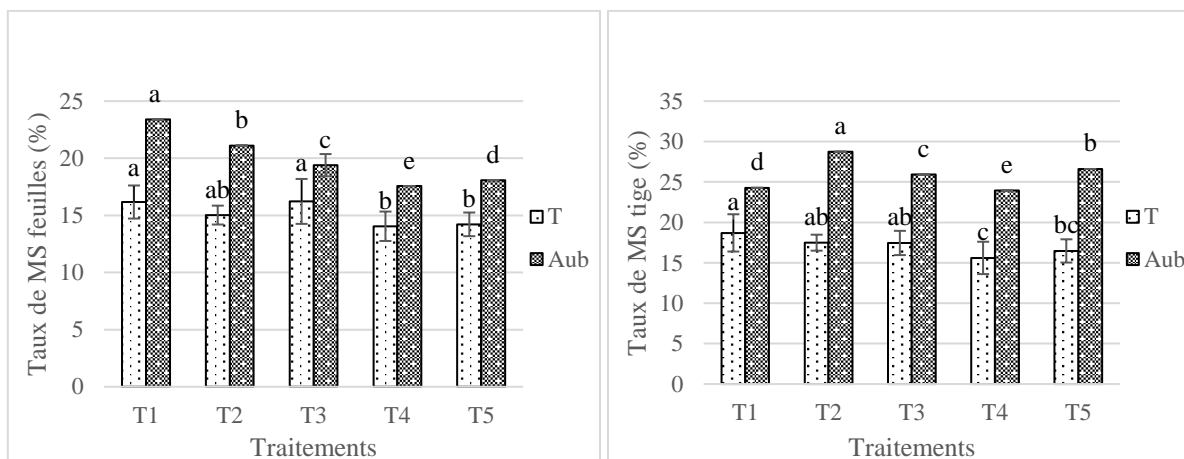 Taux de MS feuilles (%)
25
20
15
10
5
0
a
a
b
ab
c
a
e
b
d
b
T1 T2 T3 T4 T5
Traitements
T
Aub
Taux de MS tige (%)
35
30
25
20
15
10
5
0
d
a
a
ab
c
ab
e
c
b
bc
T1 T2 T3 T4 T5
Traitements
T
Aub